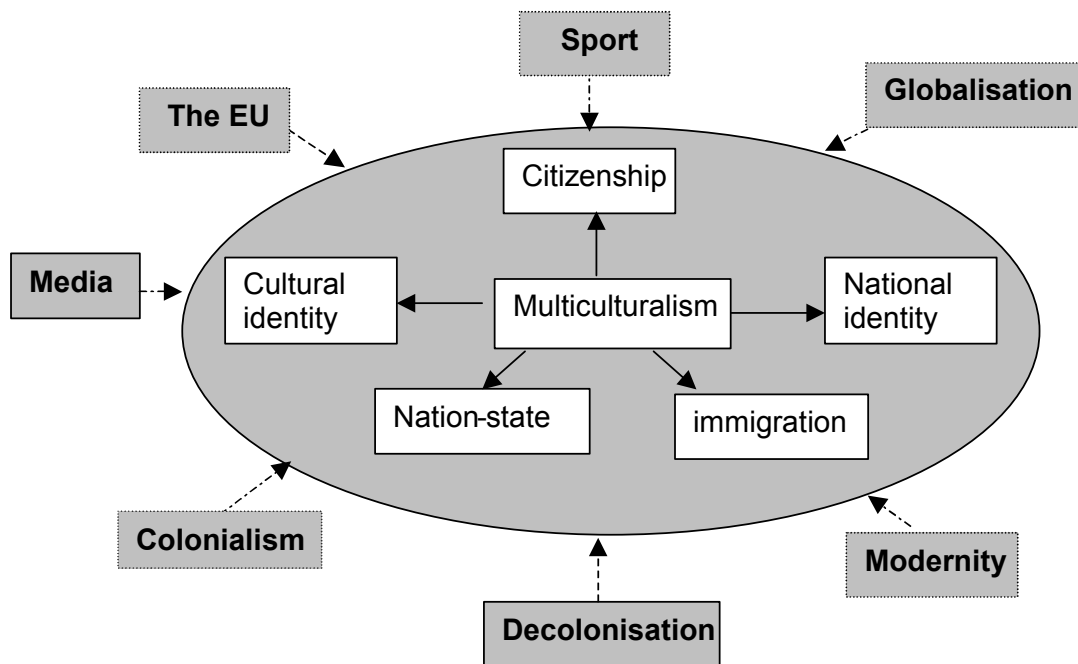 Sport
Globalisation
The EU
Citizenship
Media
Cultural
identity
Multiculturalism
National
identity
Nation-state
immigration
Colonialism
Modernity
Decolonisation